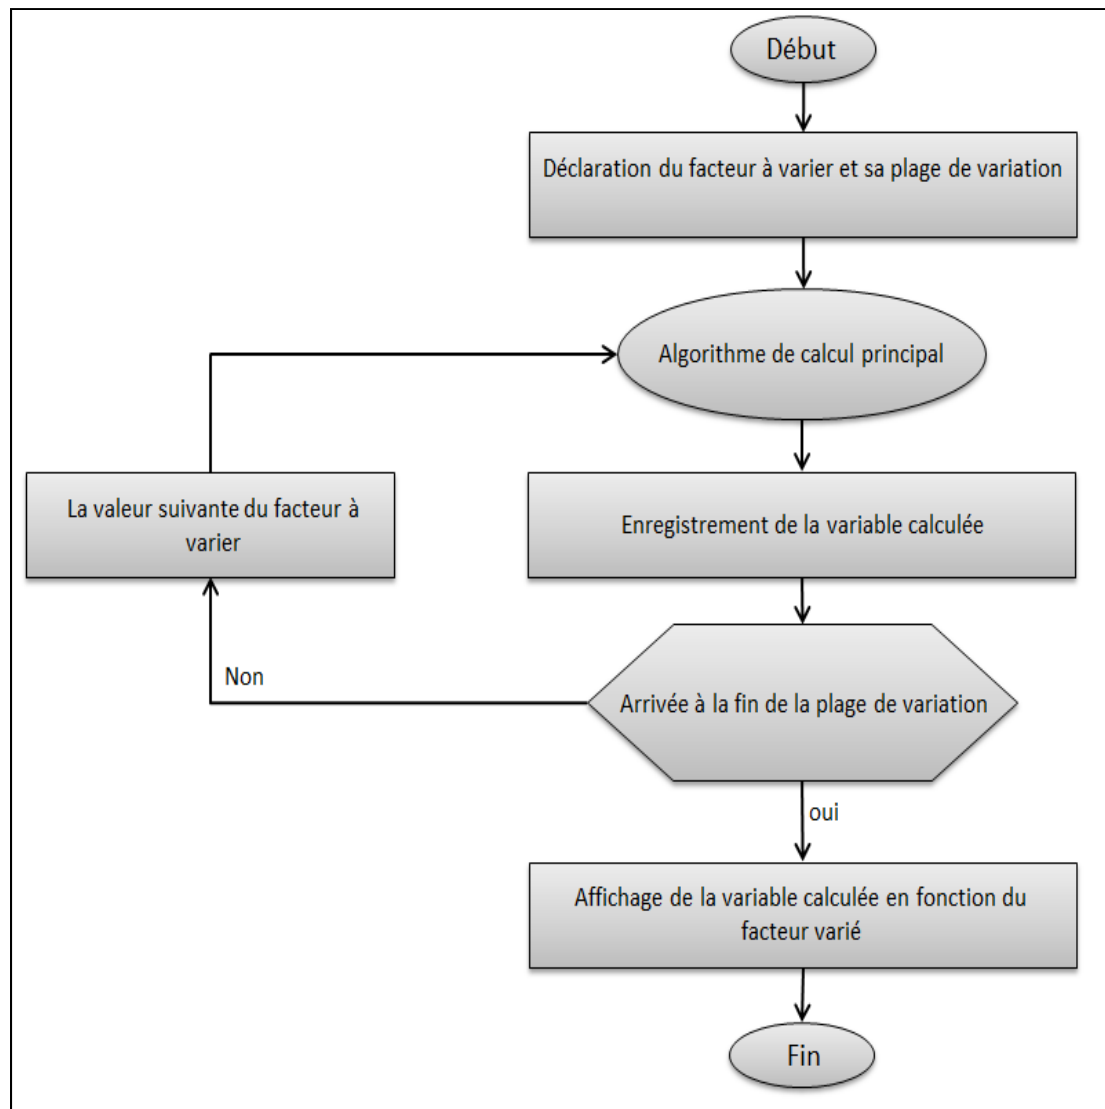 Début
Déclaration du facteur à varier et sa plage de variation
Algorithme de calcul principal
La valeur suivante du facteur à
varier
Enregistrement de la variable calculée
Non
Arrivée à la fin de la plage de variation
oui
Affichage de la variable calculée en fonction du
facteur varié
Fin